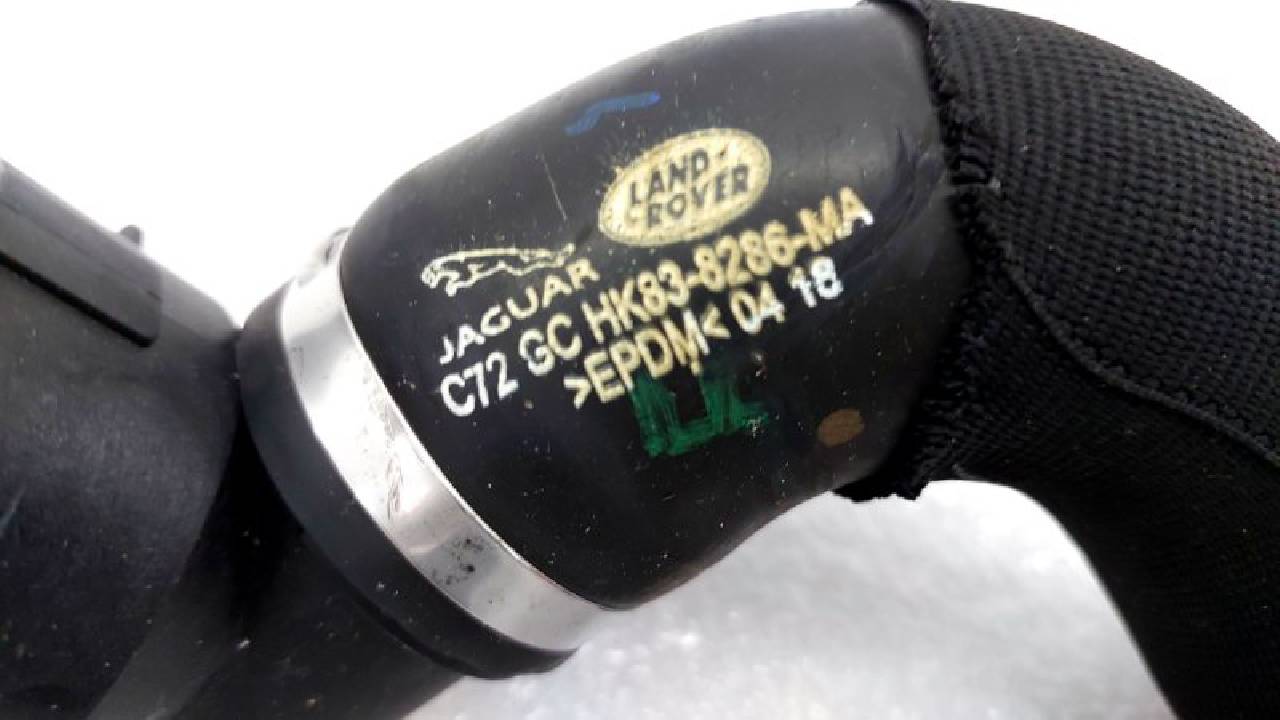 LAND-
ROVER
JAGUAR
C72 GC HK83-8286-MA
>EPDM< 04 18